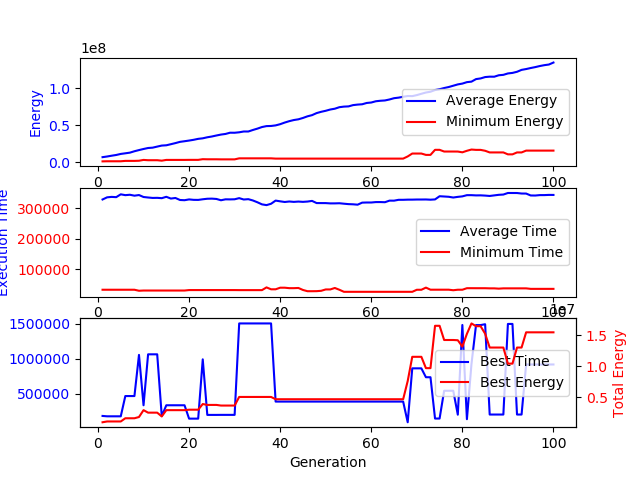 1e8
Energy
1.0
0.5
0.0
Average Energy
Minimum Energy
0 20 40 60 80 100
Execution Time
300000
200000
100000
Average Time
Minimum Time
0 20 40 60 80 100
1e7
1500000
1000000
500000
Best Time
Best Energy
1.5
1.0
0.5
Total Energy
0 20 40 60 80 100
Generation